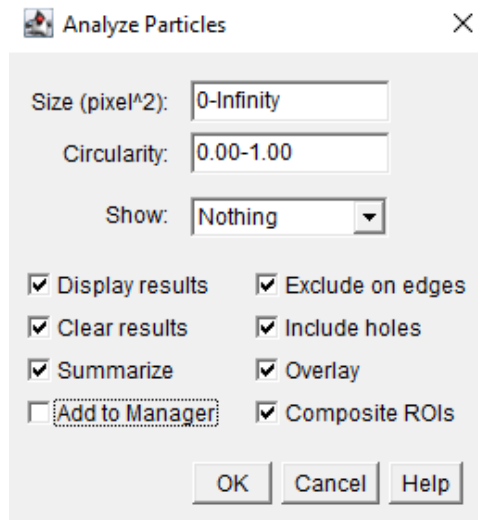 Analyze Particles
Size (pixel^2): 0-Infinity
Circularity: 0.00-1.00
Show: Nothing
Display results Exclude on edges
Clear results Include holes
Summarize Overlay
Add to Manager Composite ROIs
OK Cancel Help